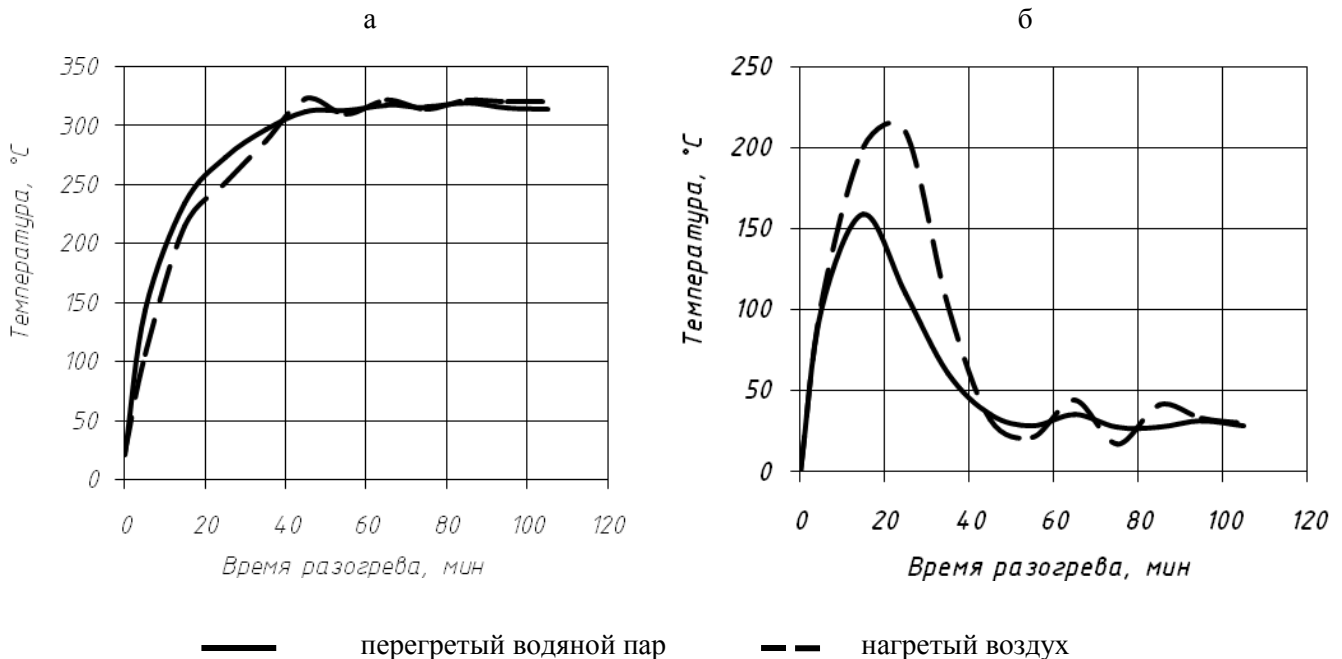 а
б
350
300
250
200
150
100
50
0
Температура, °C
0 20 40 60 80 100 120
Время разогрева, мин
250
200
150
100
50
0
Температура, °C
0 20 40 60 80 100 120
Время разогрева, мин
перегретый водяной пар
нагретый воздух